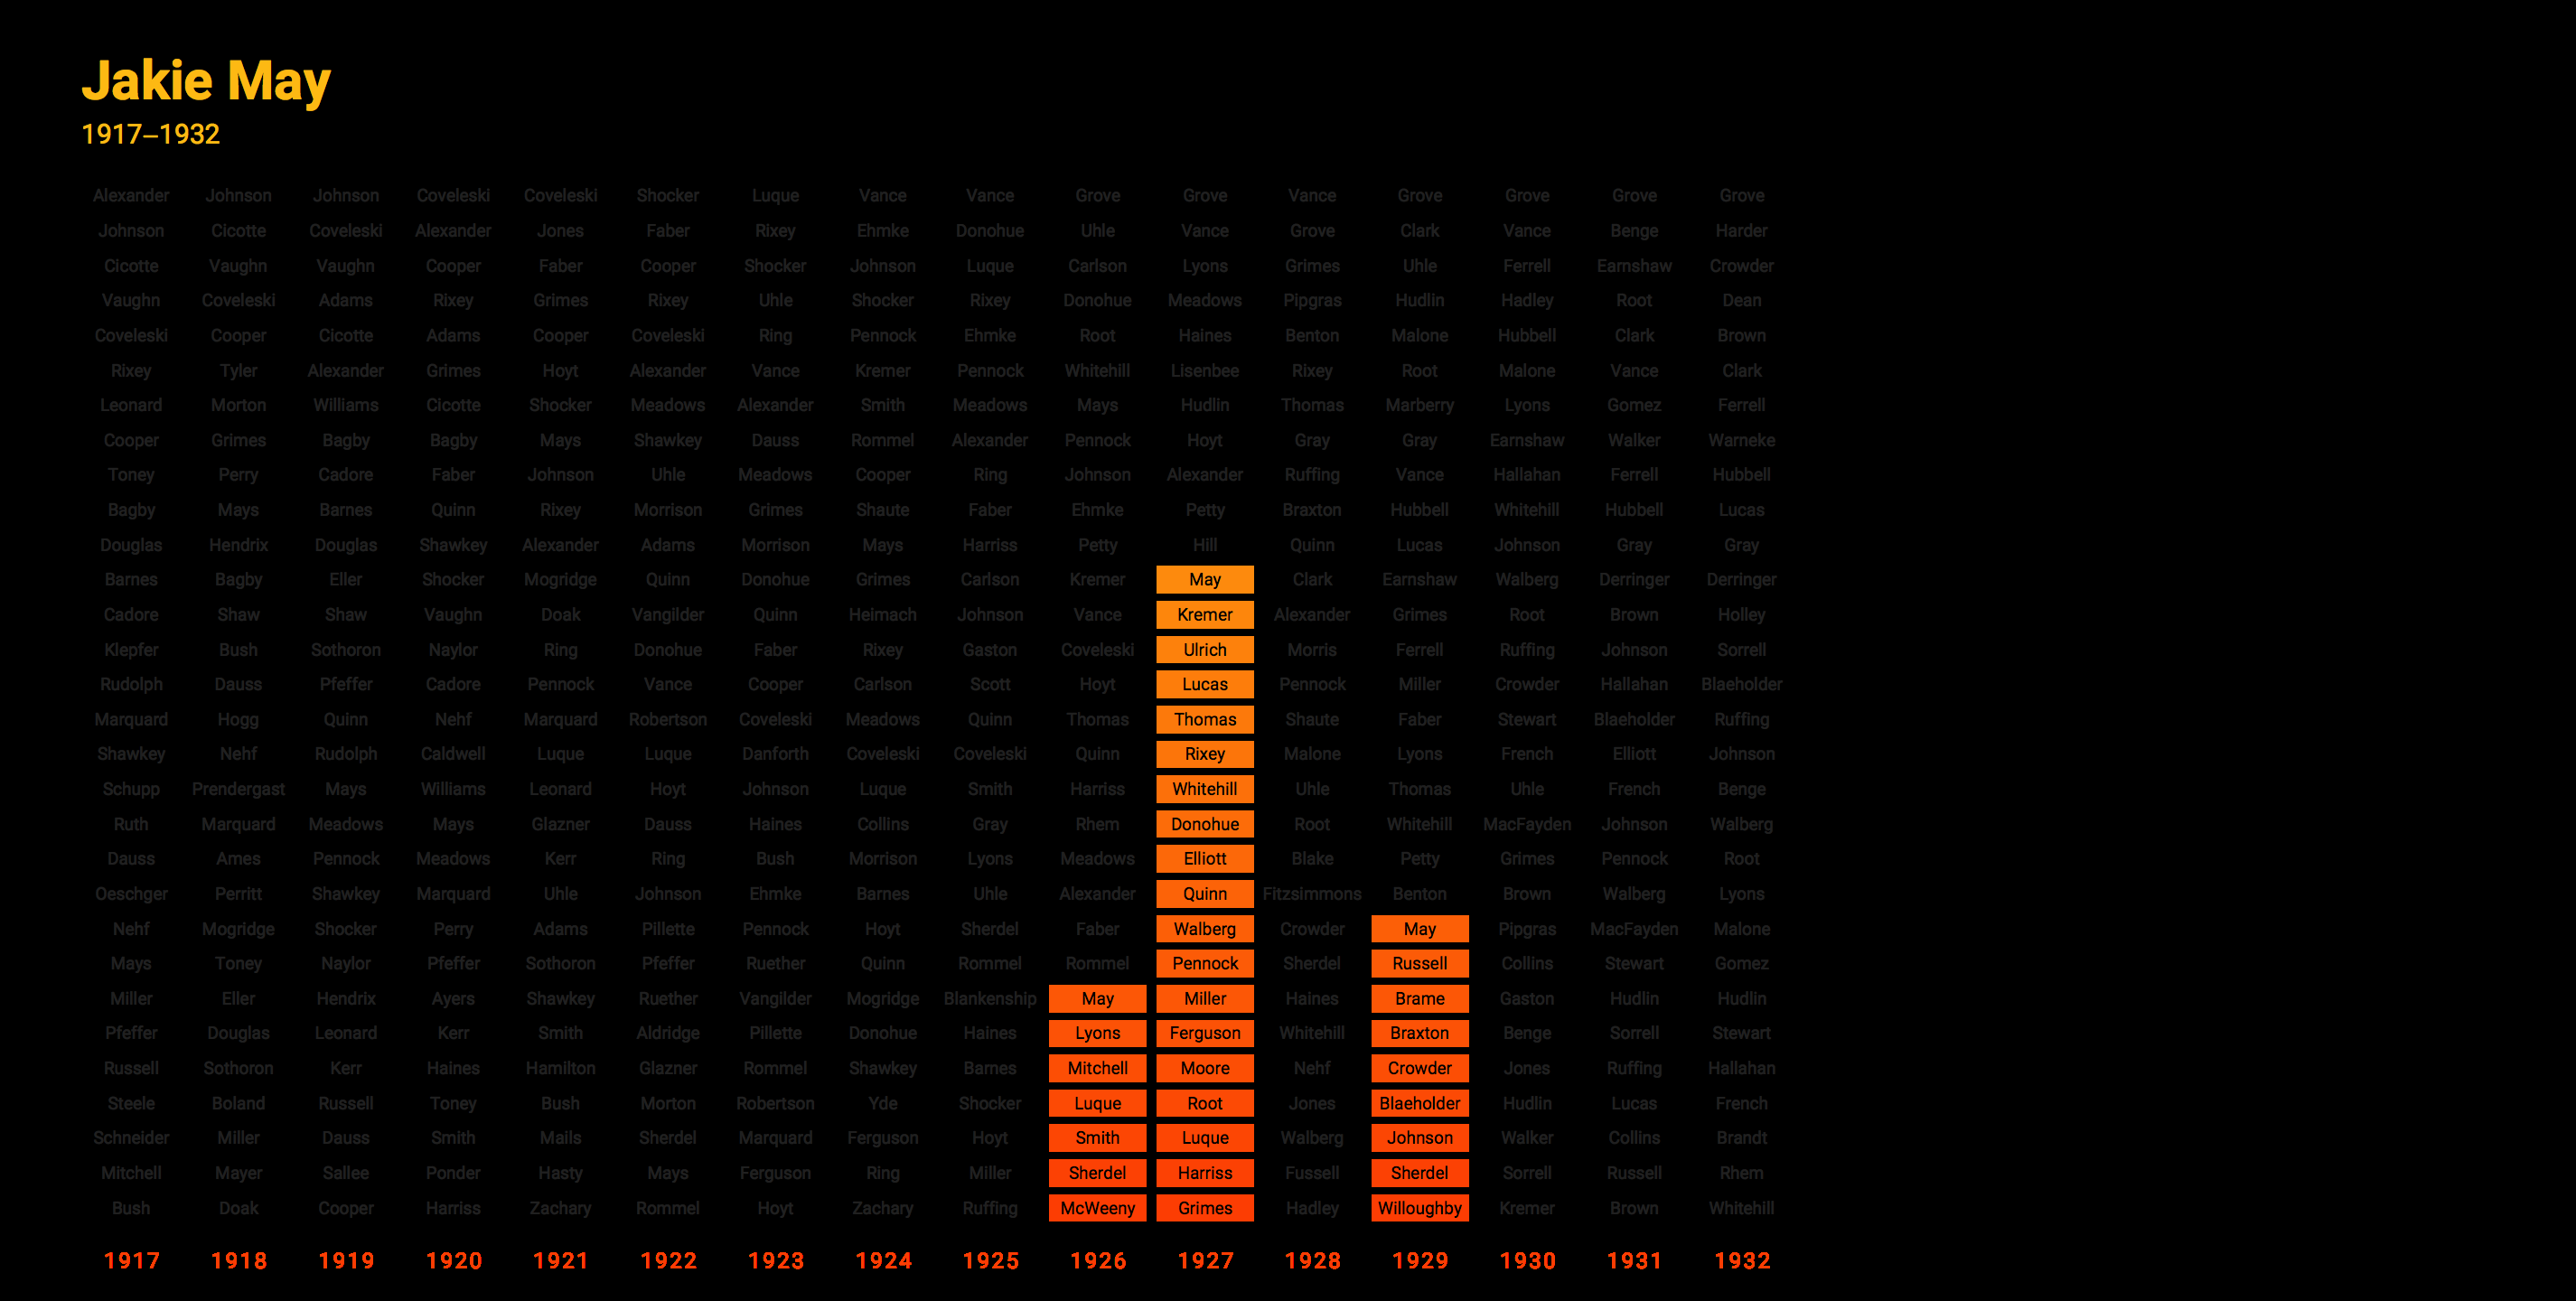 Jakie May
1917–1932
Alexander Johnson Johnson Coveleski Coveleski Shocker Luque Vance Vance Grove Grove Vance Grove Grove Grove Grove
Johnson Cicotte Coveleski Alexander Jones Faber Rixey Ehmke Donohue Uhle Vance Grove Clark Vance Benge Harder
Cicotte Vaughn Vaughn Cooper Faber Cooper Shocker Johnson Luque Carlson Lyons Grimes Uhle Ferrell Earnshaw Crowder
Vaughn Coveleski Adams Rixey Grimes Rixey Uhle Shocker Rixey Donohue Meadows Pipgras Hudlin Hadley Root Dean
Coveleski Cooper Cicotte Adams Cooper Coveleski Ring Pennock Ehmke Root Haines Benton Malone Hubbell Clark Brown
Rixey Tyler Alexander Grimes Hoyt Alexander Vance Kremer Pennock Whitehill Lisenbee Rixey Root Malone Vance Clark
Leonard Morton Williams Cicotte Shocker Meadows Alexander Smith Meadows Mays Hudlin Thomas Marberry Lyons Gomez Ferrell
Cooper Grimes Bagby Bagby Mays Shawkey Dauss Rommel Alexander Pennock Hoyt Gray Gray Earnshaw Walker Warneke
Toney Perry Cadore Faber Johnson Uhle Meadows Cooper Ring Johnson Alexander Ruffing Vance Hallahan Ferrell Hubbell
Bagby Mays Barnes Quinn Rixey Morrison Grimes Shaute Faber Ehmke Petty Braxton Hubbell Whitehill Hubbell Lucas
Douglas Hendrix Douglas Shawkey Alexander Adams Morrison Mays Harriss Petty Hill Quinn Lucas Johnson Gray Gray
Barnes Bagby Eller Shocker Mogridge Quinn Donohue Grimes Carlson Kremer May Clark Earnshaw Walberg Derringer Derringer
Cadore Shaw Shaw Vaughn Doak Vangilder Quinn Heimach Johnson Vance Kremer Alexander Grimes Root Brown Holley
Klepfer Bush Sothoron Naylor Ring Donohue Faber Rixey Gaston Coveleski Ulrich Morris Ferrell Ruffing Johnson Sorrell
Rudolph Dauss Pfeffer Cadore Pennock Vance Cooper Carlson Scott Hoyt Lucas Pennock Miller Crowder Hallahan Blaeholder
Marquard Hogg Quinn Nehf Marquard Robertson Coveleski Meadows Quinn Thomas Thomas Shaute Faber Stewart Blaeholder Ruffing
Shawkey Nehf Rudolph Caldwell Luque Luque Danforth Coveleski Coveleski Quinn Rixey Malone Lyons French Elliott Johnson
Schupp Prendergast Mays Williams Leonard Hoyt Johnson Luque Smith Harriss Whitehill Uhle Thomas Uhle French Benge
Ruth Marquard Meadows Mays Glazner Dauss Haines Collins Gray Rhem Donohue Root Whitehill MacFayden Johnson Walberg
Dauss Ames Pennock Meadows Kerr Ring Bush Morrison Lyons Meadows Elliott Blake Petty Grimes Pennock Root
Oeschger Perritt Shawkey Marquard Uhle Johnson Ehmke Barnes Uhle Alexander Quinn Fitzsimmons Benton Brown Walberg Lyons
Nehf Mogridge Shocker Perry Adams Pillette Pennock Hoyt Sherdel Faber Walberg Crowder May Pipgras MacFayden Malone
Mays Toney Naylor Pfeffer Sothoron Pfeffer Ruether Quinn Rommel Rommel Pennock Sherdel Russell Collins Stewart Gomez
Miller Eller Hendrix Ayers Shawkey Ruether Vangilder Mogridge Blankenship May Miller Haines Brame Gaston Hudlin Hudlin
Pfeffer Douglas Leonard Kerr Smith Aldridge Pillette Donohue Haines Lyons Ferguson Whitehill Braxton Benge Sorrell Stewart
Russell Sothoron Kerr Haines Hamilton Glazner Rommel Shawkey Barnes Mitchell Moore Nehf Crowder Jones Ruffing Hallahan
Steele Boland Russell Toney Bush Morton Robertson Yde Shocker Luque Root Jones Blaeholder Hudlin Lucas French
Schneider Miller Dauss Smith Mails Sherdel Marquard Ferguson Hoyt Smith Luque Walberg Johnson Walker Collins Brandt
Mitchell Mayer Sallee Ponder Hasty Mays Ferguson Ring Miller Sherdel Harriss Fussell Sherdel Sorrell Russell Rhem
Bush Doak Cooper Harriss Zachary Rommel Hoyt Zachary Ruffing McWeeny Grimes Hadley Willoughby Kremer Brown Whitehill
1917 1918 1919 1920 1921 1922 1923 1924 1925 1926 1927 1928 1929 1930 1931 1932